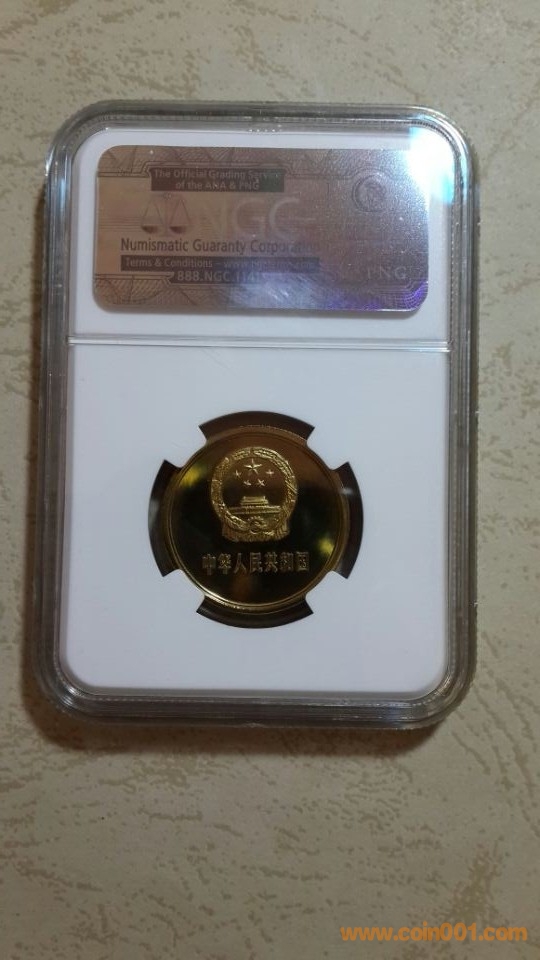 The Official Grading Service
of the ANA & PNG
NGC
Numismatic Guaranty Corporation
Terms & Conditions
888.NGC
PNG
中华人民共和国
www.coin001.com